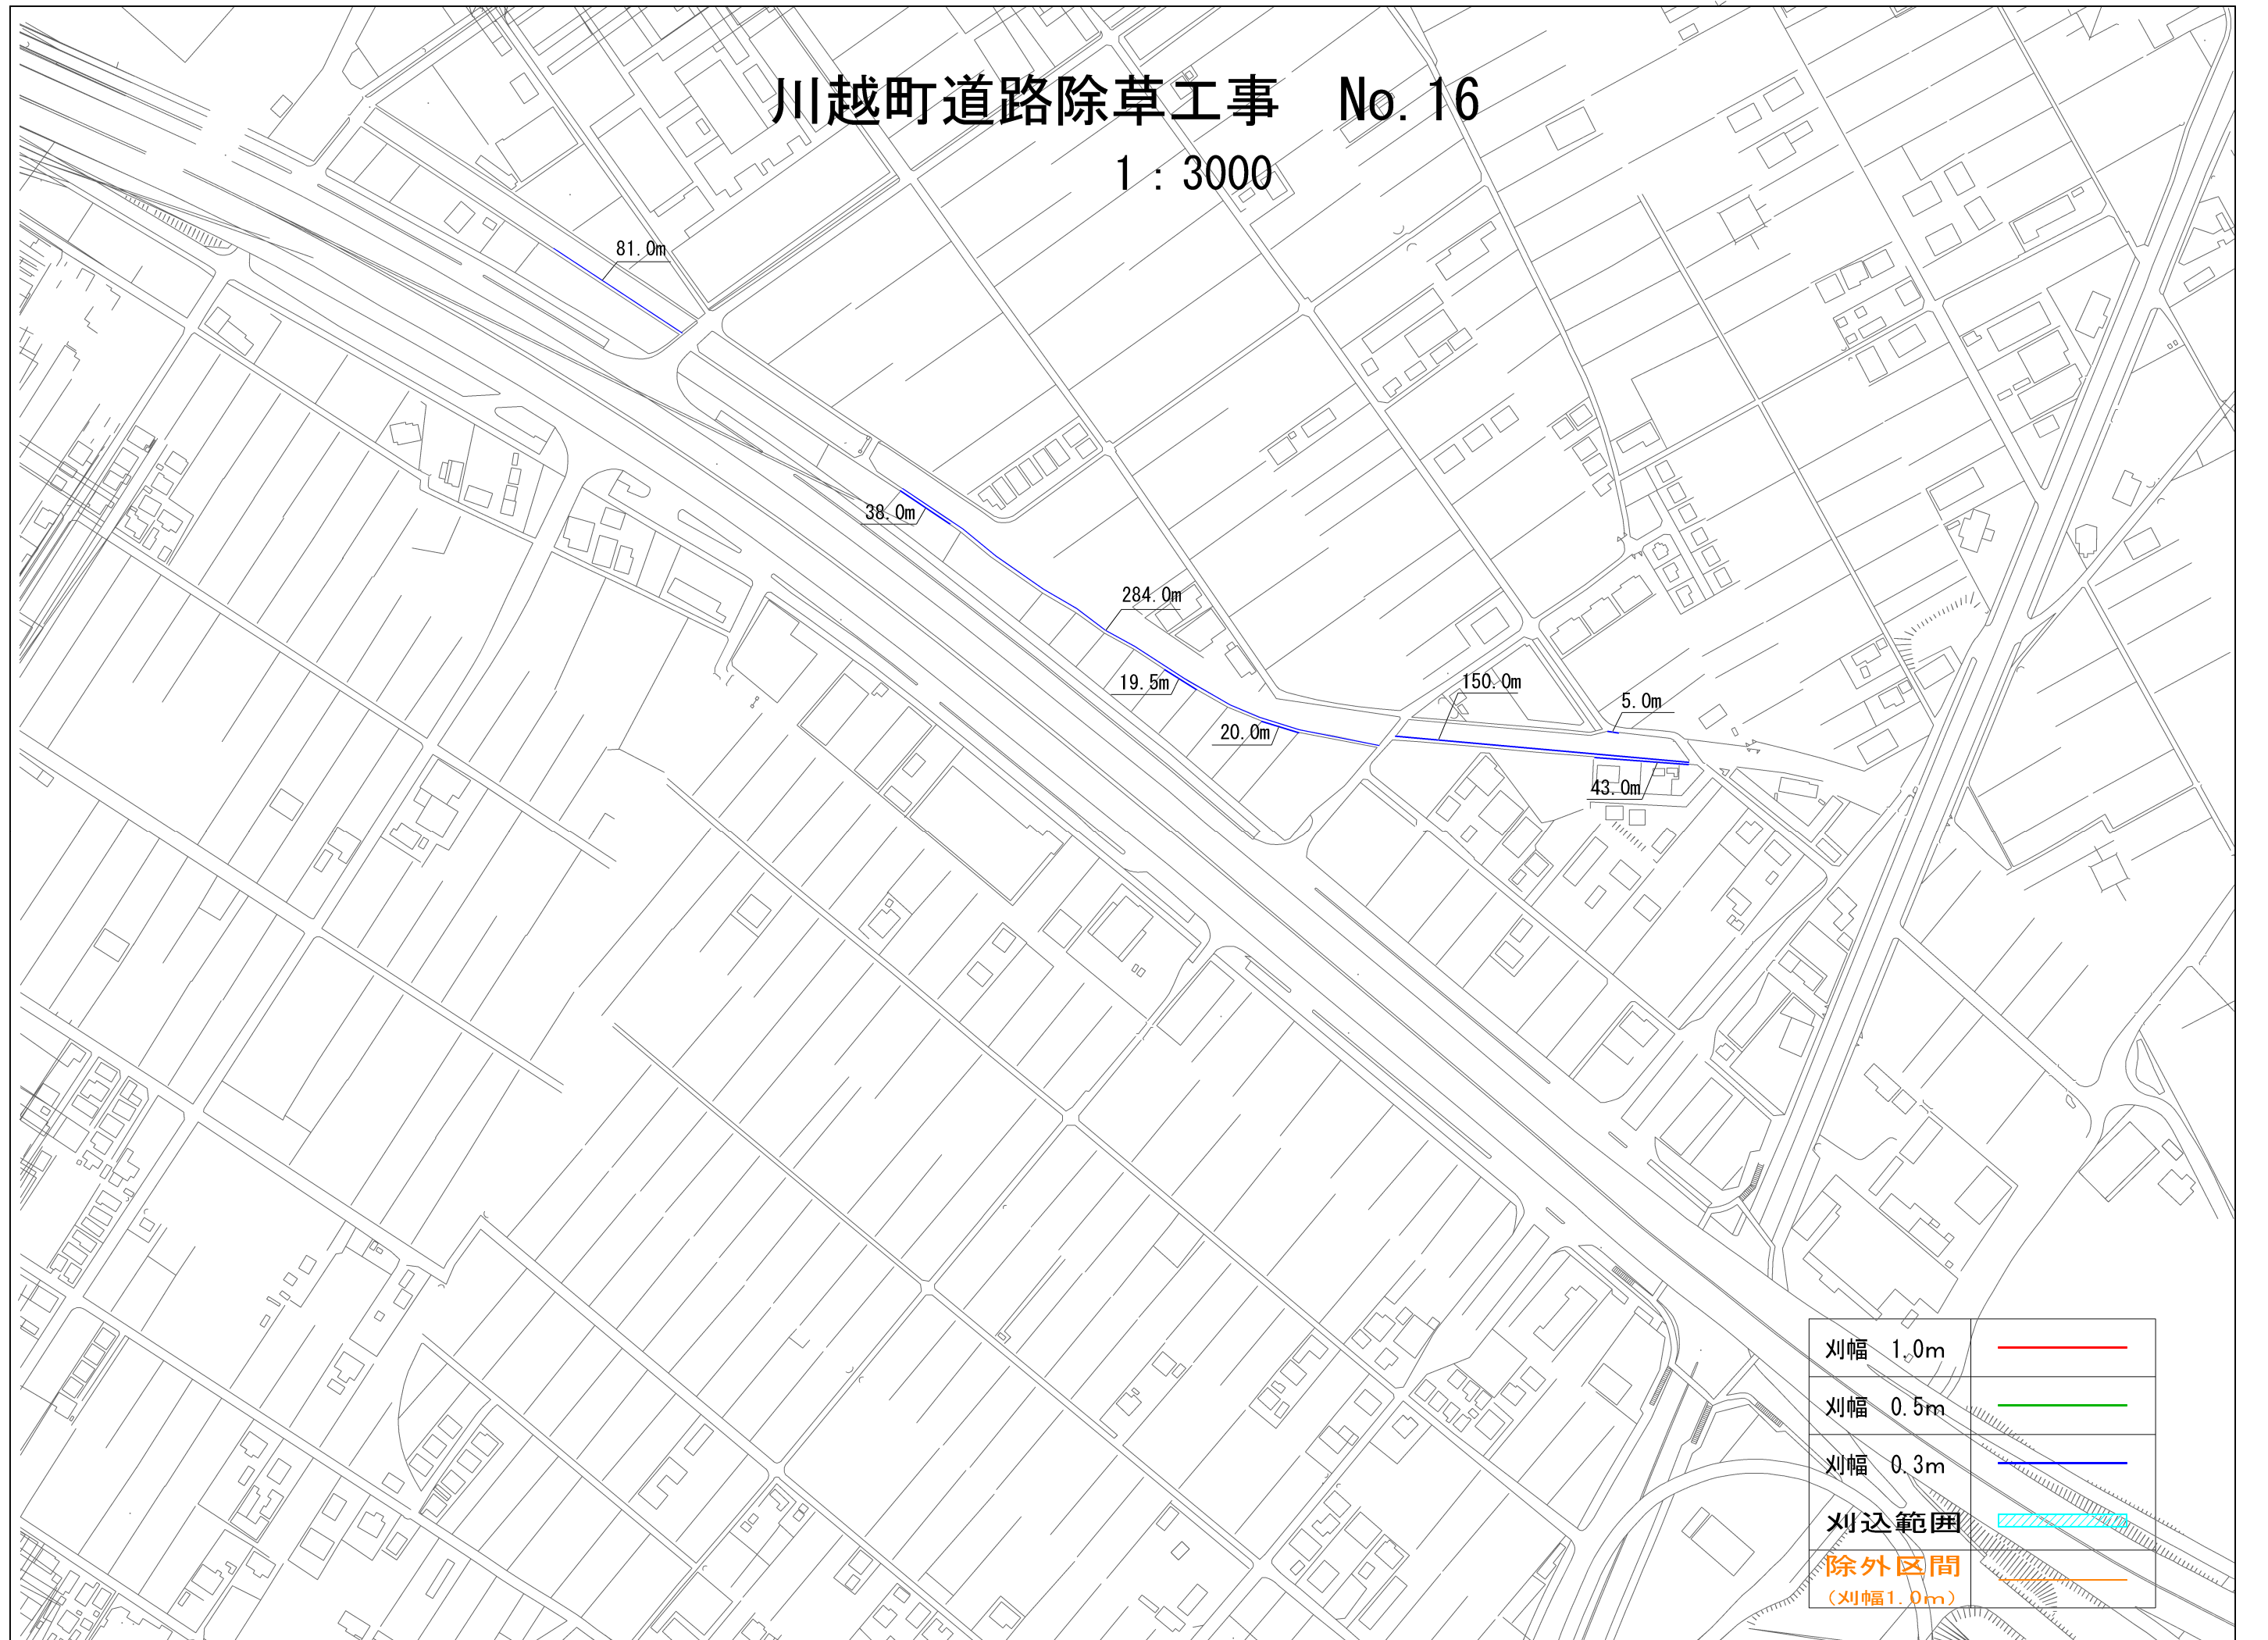 川越町道路除草工事　No.16
1：3000
81.0m
38.0m
284.0m
19.5m
20.0m
150.0m
5.0m
43.0m
刈幅　1.0m
刈幅　0.5m
刈幅　0.3m
刈込範囲
除外区間
（刈幅1.0m）